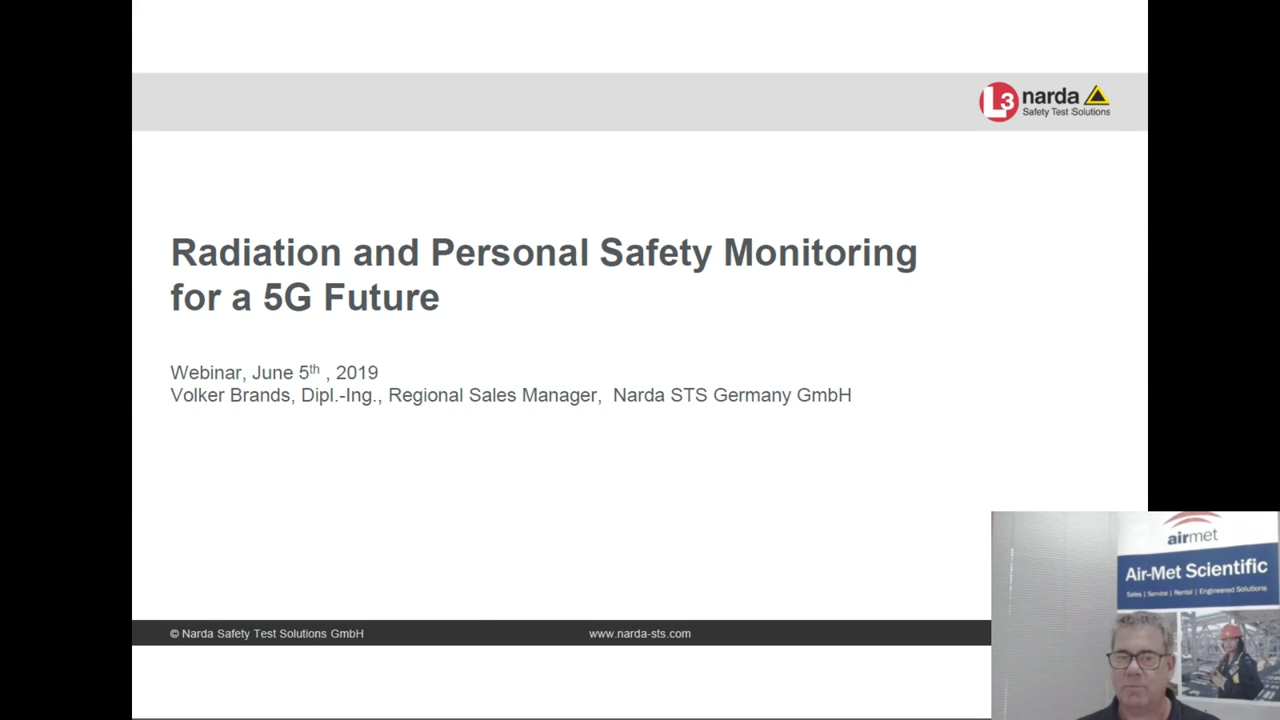 L3 narda
Safety Test Solutions
Radiation and Personal Safety Monitoring
for a 5G Future
Webinar, June 5th , 2019
Volker Brands, Dipl.-Ing., Regional Sales Manager, Narda STS Germany GmbH
© Narda Safety Test Solutions GmbH
www.narda-sts.com
airmet
Air-Met Scientific
Sales | Service | Rental | Engineered Solutions